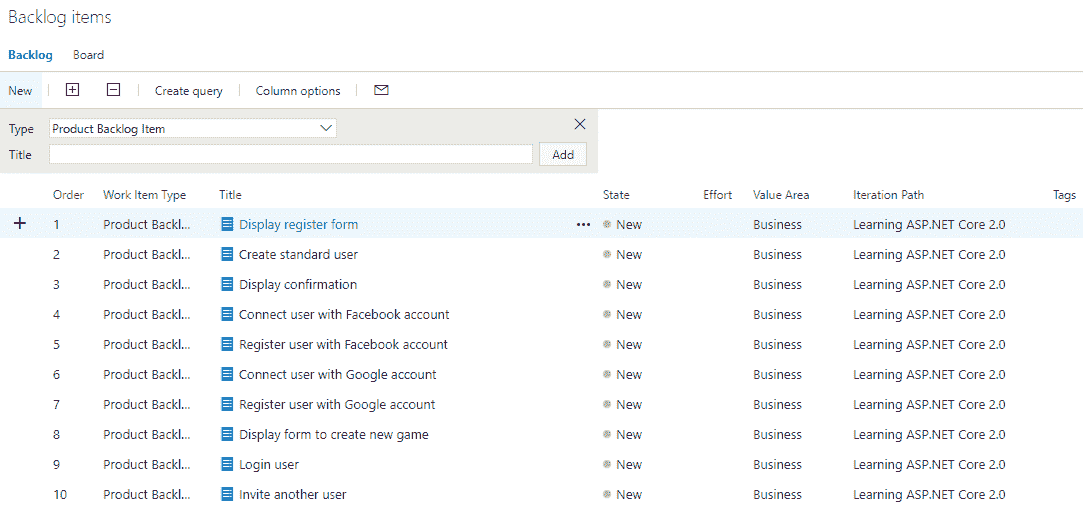 Backlog items
Backlog Board
New Create query Column options
Type Product Backlog Item
Title Add
Order Work Item Type Title State Effort Value Area Iteration Path Tags
1 Product Backl... Display register form ... New Business Learning ASP.NET Core 2.0
2 Product Backl... Create standard user New Business Learning ASP.NET Core 2.0
3 Product Backl... Display confirmation New Business Learning ASP.NET Core 2.0
4 Product Backl... Connect user with Facebook account New Business Learning ASP.NET Core 2.0
5 Product Backl... Register user with Facebook account New Business Learning ASP.NET Core 2.0
6 Product Backl... Connect user with Google account New Business Learning ASP.NET Core 2.0
7 Product Backl... Register user with Google account New Business Learning ASP.NET Core 2.0
8 Product Backl... Display form to create new game New Business Learning ASP.NET Core 2.0
9 Product Backl... Login user New Business Learning ASP.NET Core 2.0
10 Product Backl... Invite another user New Business Learning ASP.NET Core 2.0